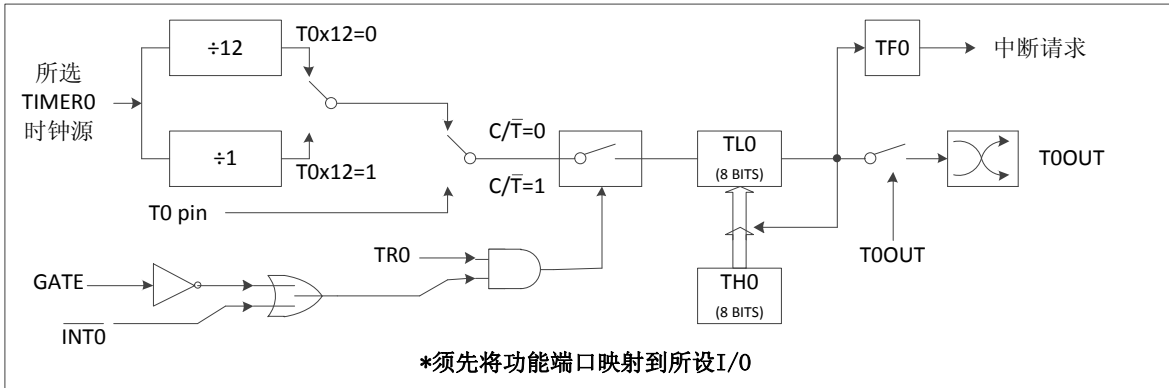 ÷12
T0x12=0
所选
TIMER0
时钟源
÷1
T0x12=1
T0 pin
C/T̅=0
C/T̅=1
TL0
(8 BITS)
TF0
中断请求
T0OUT
T0OUT
TR0
GATE
I̅N̅T̅0̅
TH0
(8 BITS)
*须先将功能端口映射到所设I/O